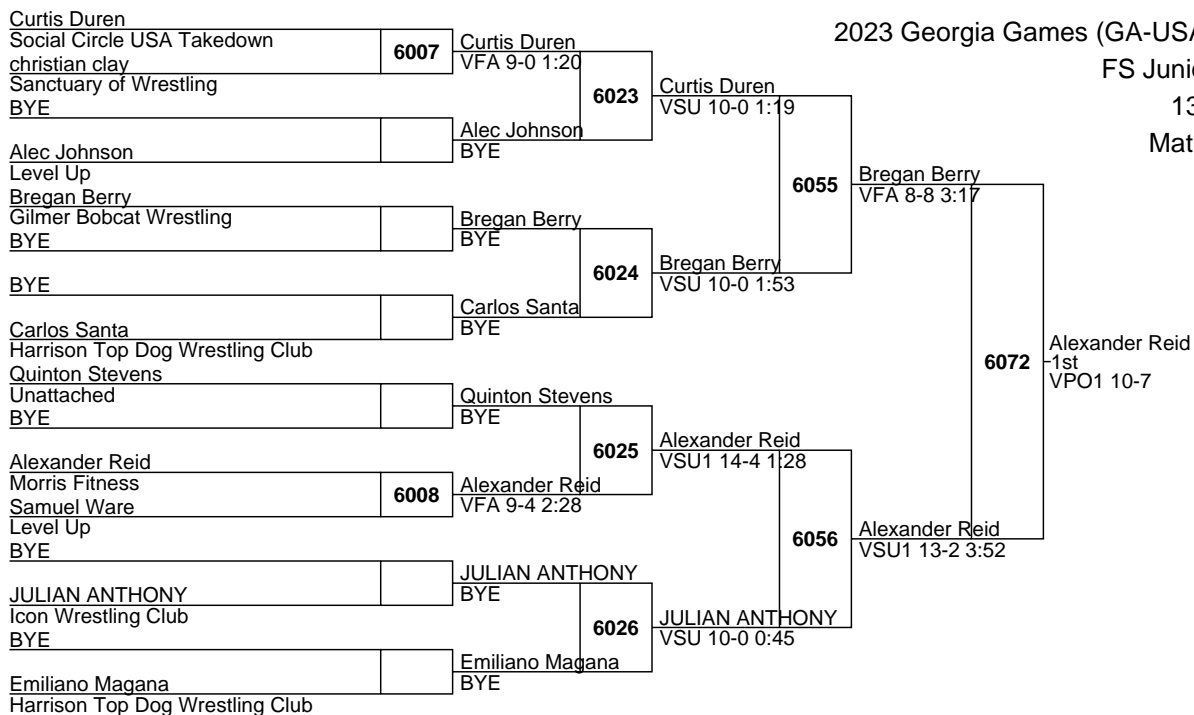 2023 Georgia Games (GA-USA
FS Junio
13
Mat
Curtis Duren
Social Circle USA Takedown
christian clay
Sanctuary of Wrestling
BYE
Alec Johnson
Level Up
Bregan Berry
Gilmer Bobcat Wrestling
BYE
BYE
Carlos Santa
Harrison Top Dog Wrestling Club
Quinton Stevens
Unattached
BYE
Alexander Reid
Morris Fitness
Samuel Ware
Level Up
BYE
JULIAN ANTHONY
Icon Wrestling Club
BYE
Emiliano Magana
Harrison Top Dog Wrestling Club
6007
6008
Curtis Duren
VFA 9-0 1:20
Alec Johnson
BYE
Bregan Berry
BYE
Carlos Santa
BYE
Quinton Stevens
BYE
Alexander Reid
VFA 9-4 2:28
JULIAN ANTHONY
BYE
Emiliano Magana
BYE
6023
6024
6025
6026
Curtis Duren
VSU 10-0 1:19
Bregan Berry
VSU 10-0 1:53
Alexander Reid
VSU1 14-4 1:28
JULIAN ANTHONY
VSU 10-0 0:45
6055
6056
Bregan Berry
VFA 8-8 3:17
Alexander Reid
VSU1 13-2 3:52
6072
Alexander Reid
1st
VPO1 10-7